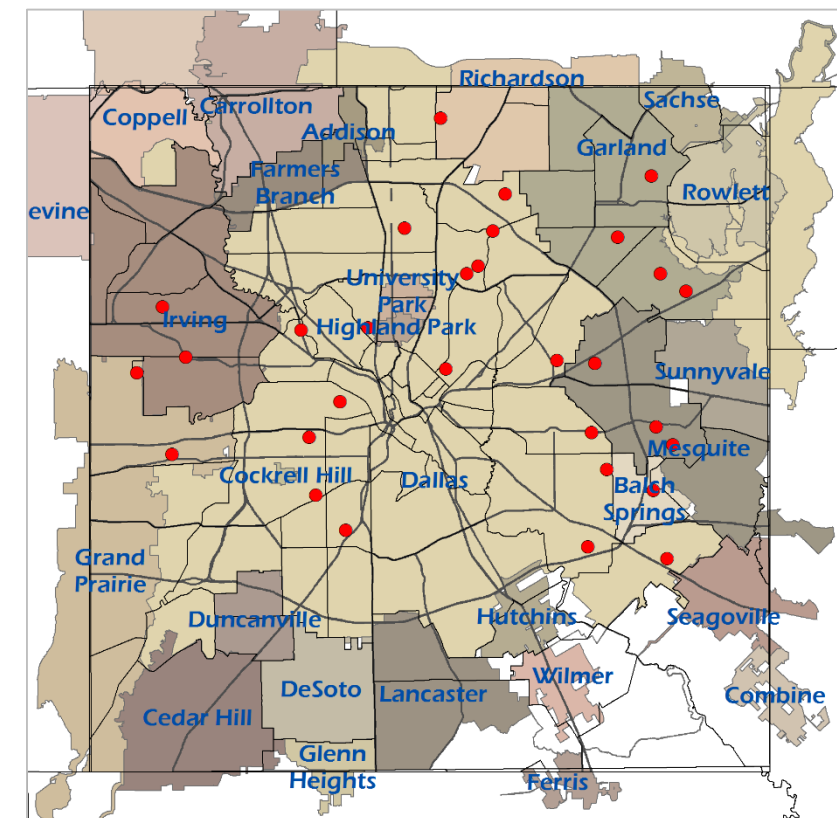 Richardson
Coppell
Carrollton
Sachse
Addison
Garland
Farmers
Branch
Rowlett
evine
University
Park
Irving
Highland Park
Sunnyvale
Mesquite
Cockrell Hill
Dallas
Balch
Springs
Grand
Prairie
Duncanville
Hutchins
Seagoville
Wilmer
DeSoto
Lancaster
Combine
Cedar Hill
Glenn
Heights
Ferris